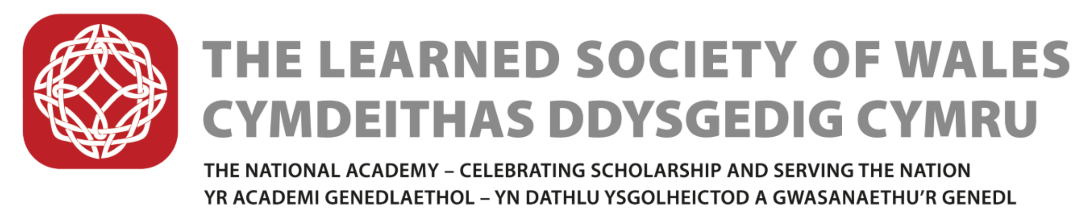 THE LEARNED SOCIETY OF WALES
CYMDEITHAS DDYSGEDIG CYMRU
THE NATIONAL ACADEMY – CELEBRATING SCHOLARSHIP AND SERVING THE NATION
YR ACADEMI GENEDLAETHOL – YN DATHLU YSGOLHEICTOD A GWASANAETHU'R GENEDL